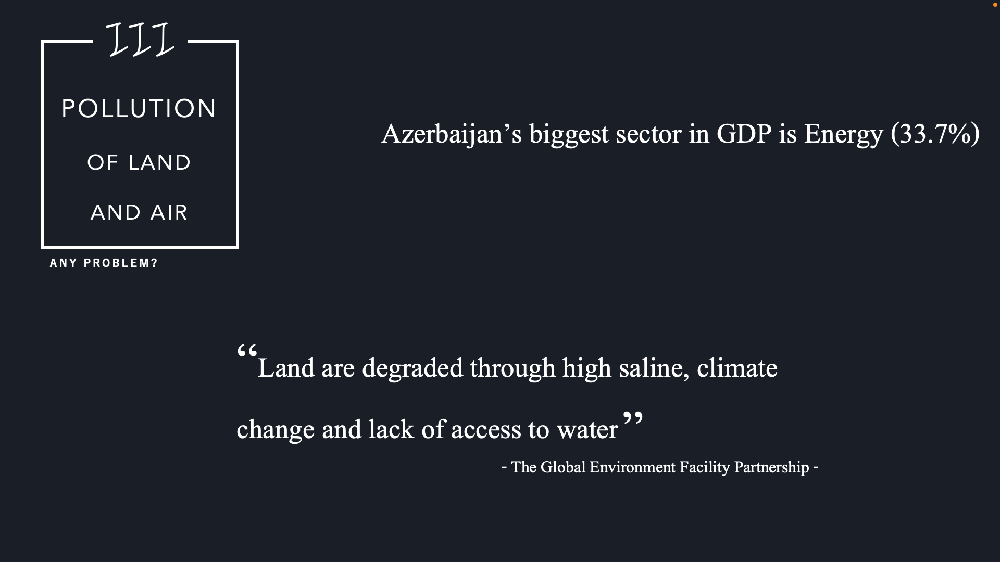 III
POLLUTION
OF LAND
AND AIR
ANY PROBLEM?
Azerbaijan’s biggest sector in GDP is Energy (33.7%)
“Land are degraded through high saline, climate
change and lack of access to water”
- The Global Environment Facility Partnership -